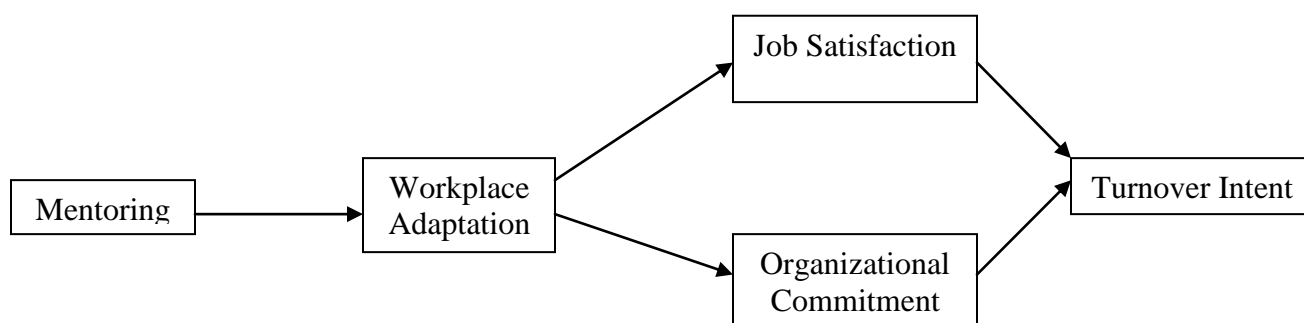 Job Satisfaction
Workplace
Adaptation
Mentoring
Turnover Intent
Organizational
Commitment